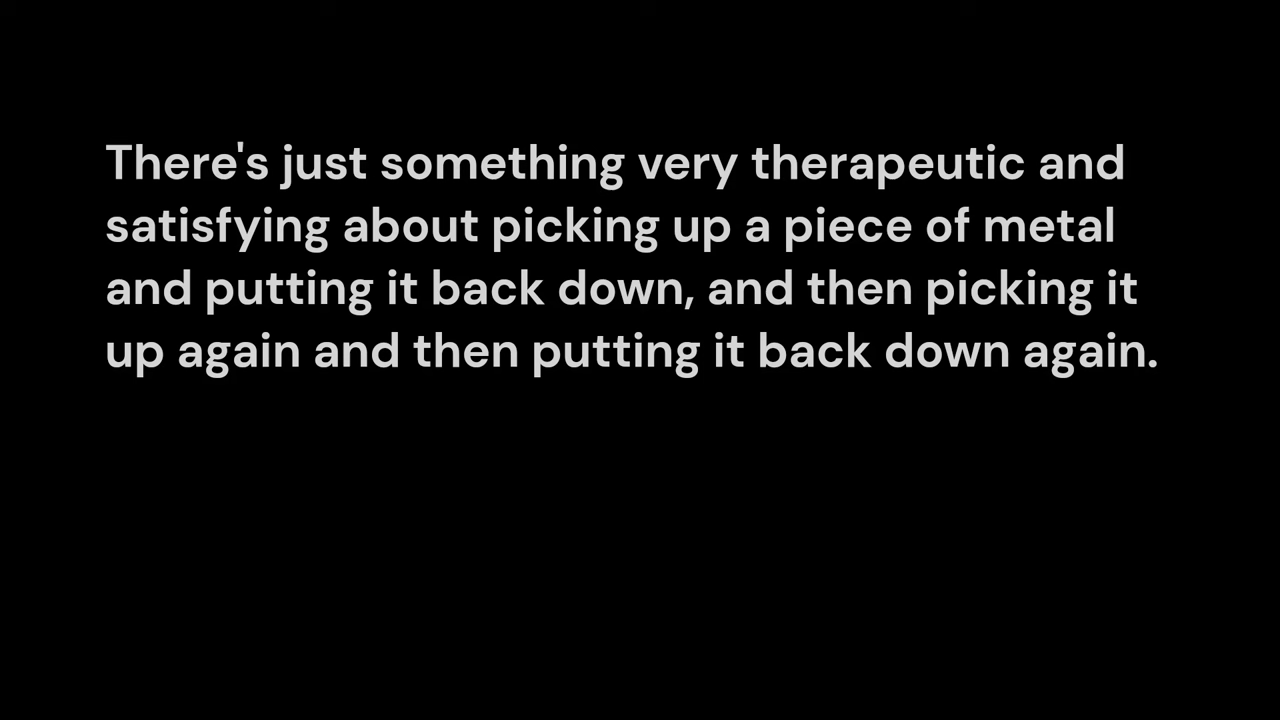 There's just something very therapeutic and
satisfying about picking up a piece of metal
and putting it back down, and then picking it
up again and then putting it back down again.